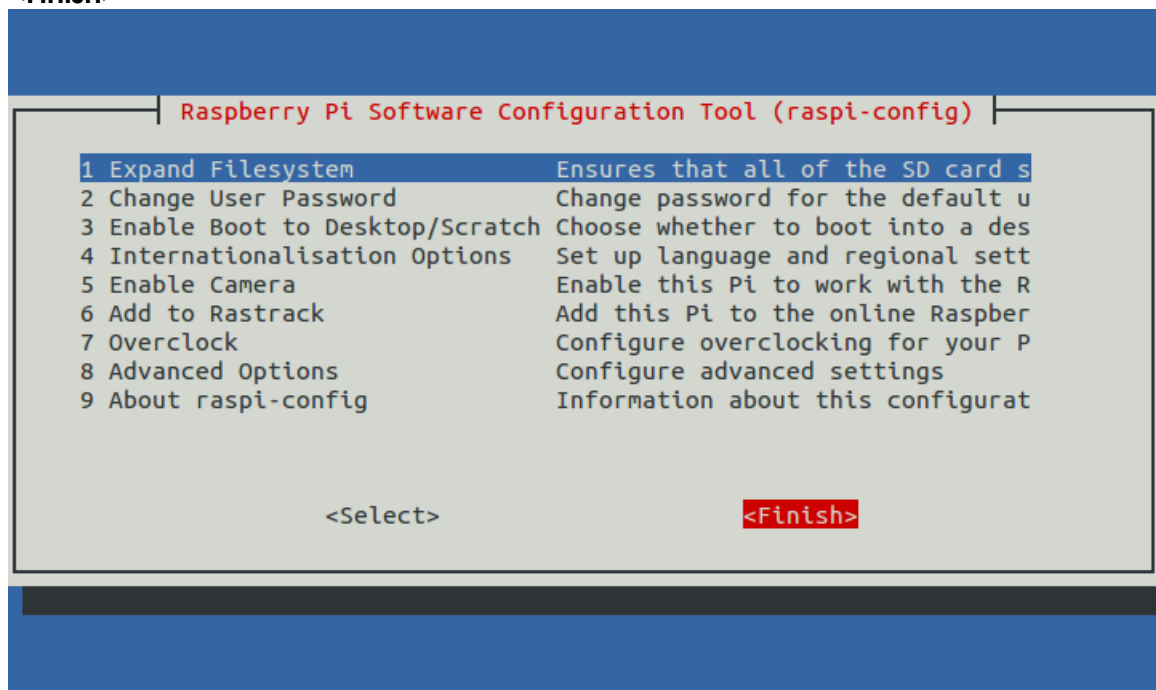 <Finish>
Raspberry Pi Software Configuration Tool (raspi-config)
1 Expand Filesystem Ensures that all of the SD card s
2 Change User Password Change password for the default u
3 Enable Boot to Desktop/Scratch Choose whether to boot into a des
4 Internationalisation Options Set up language and regional sett
5 Enable Camera Enable this Pi to work with the R
6 Add to Rastrack Add this Pi to the online Raspber
7 Overclock Configure overclocking for your P
8 Advanced Options Configure advanced settings
9 About raspi-config Information about this configurat
<Select> <Finish>